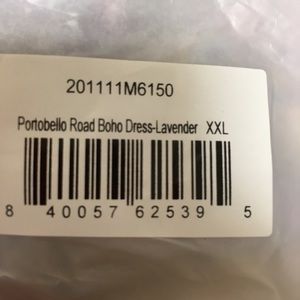 201111M6150
Portobello Road Boho Dress-Lavender XXL
8 40057 62539 5